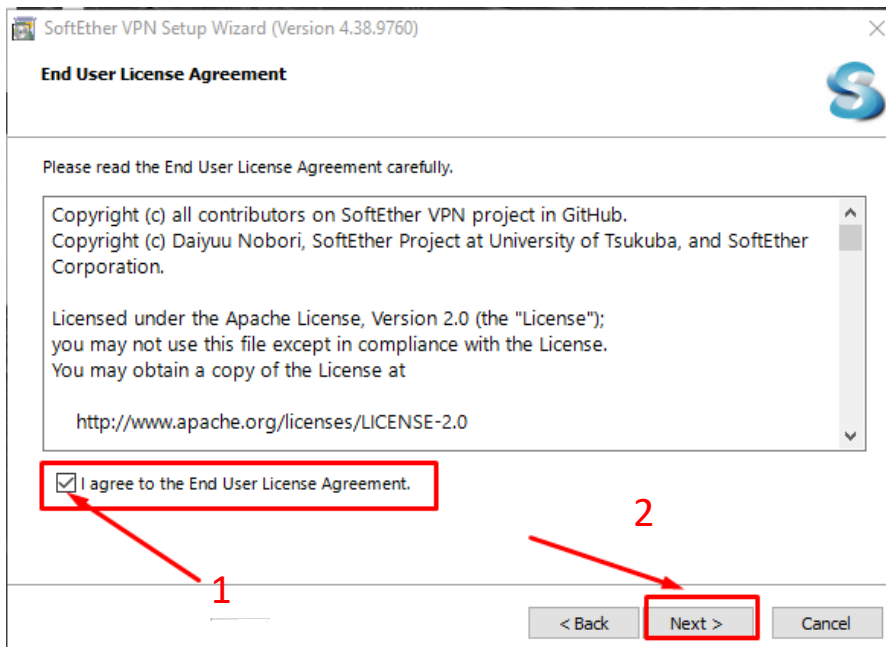 SoftEther VPN Setup Wizard (Version 4.38.9760)
End User License Agreement
Please read the End User License Agreement carefully.
Copyright (c) all contributors on SoftEther VPN project in GitHub.
Copyright (c) Daiyuu Nobori, SoftEther Project at University of Tsukuba, and SoftEther
Corporation.
Licensed under the Apache License, Version 2.0 (the "License");
you may not use this file except in compliance with the License.
You may obtain a copy of the License at
http://www.apache.org/licenses/LICENSE-2.0
I agree to the End User License Agreement.
2
1
< Back Next > Cancel